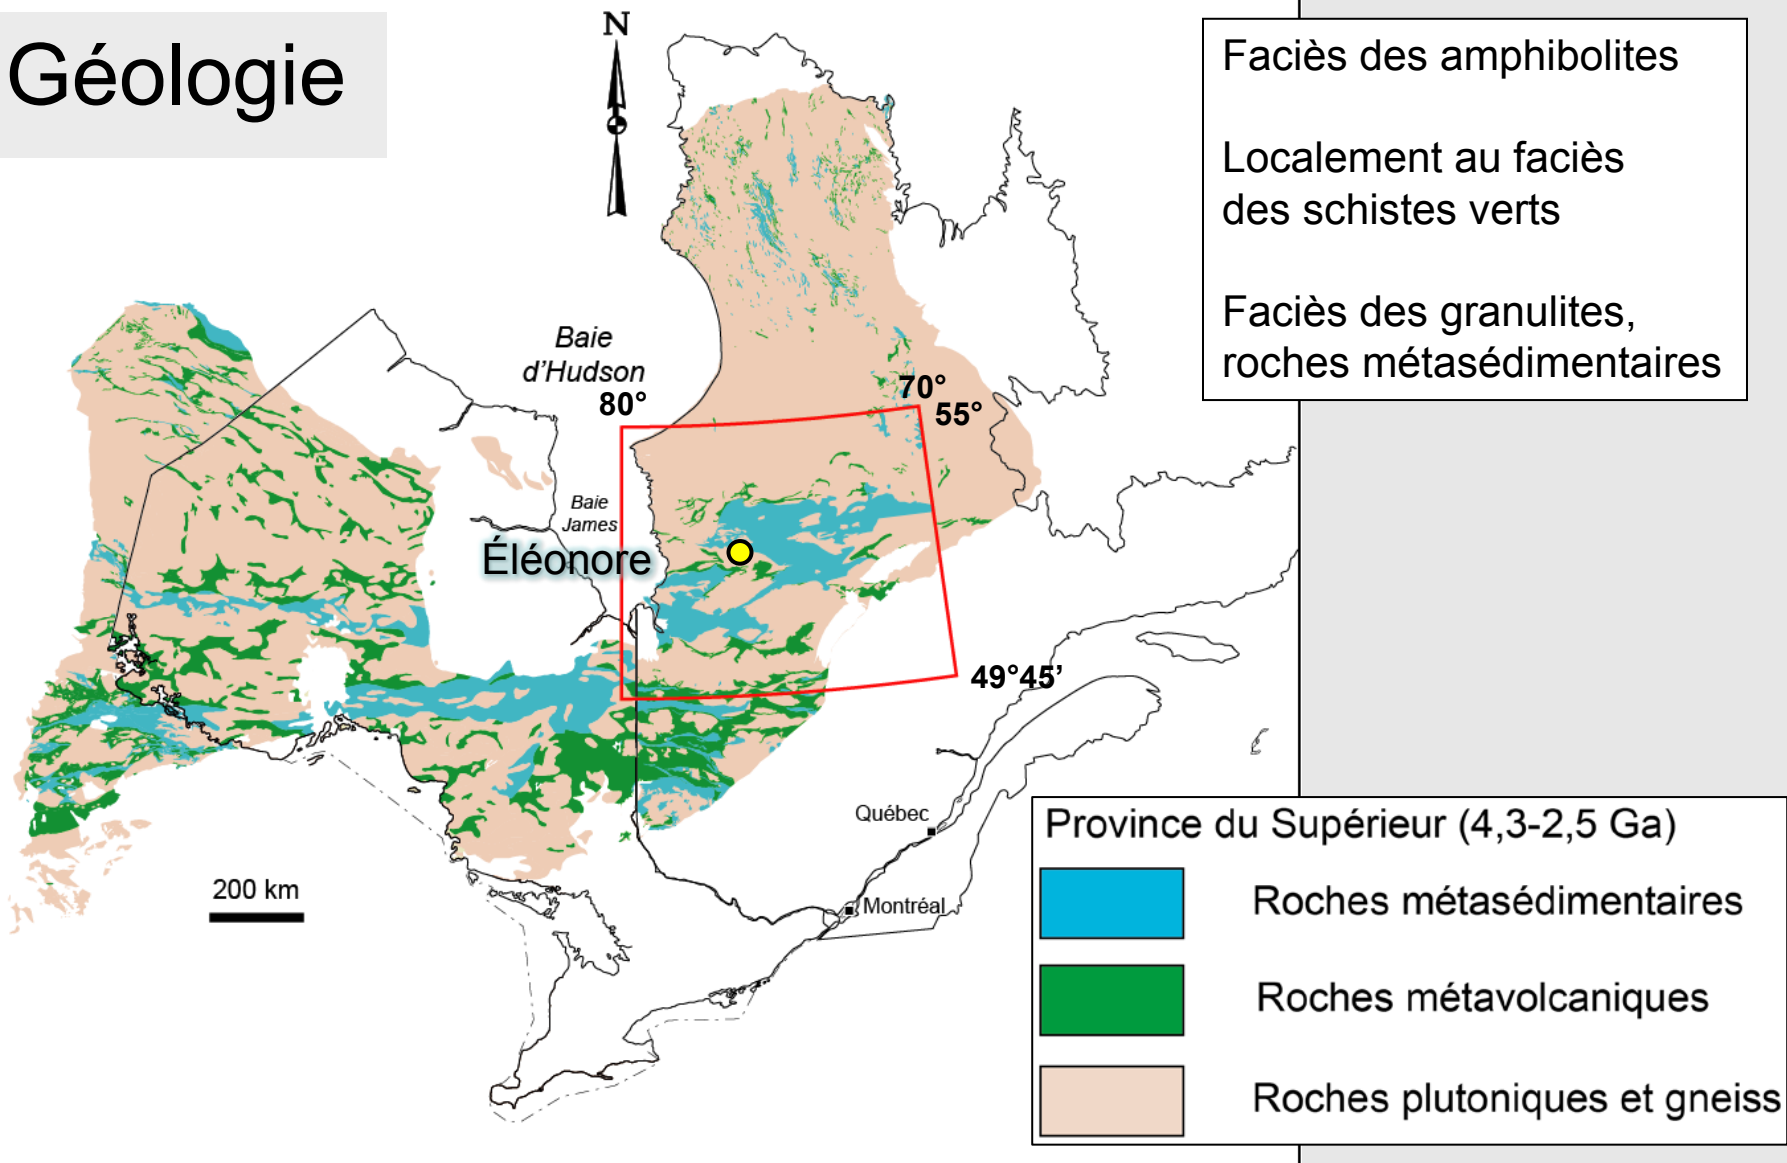 Géologie
N
Faciès des amphibolites
Localement au faciès
des schistes verts
Faciès des granulites,
roches métasédimentaires
Baie
d'Hudson
80°
70°
55°
Baie
James
Éléonore
49°45’
200 km
Québec
Montréal
Province du Supérieur (4,3-2,5 Ga)
Roches métasédimentaires
Roches métavolcaniques
Roches plutoniques et gneiss